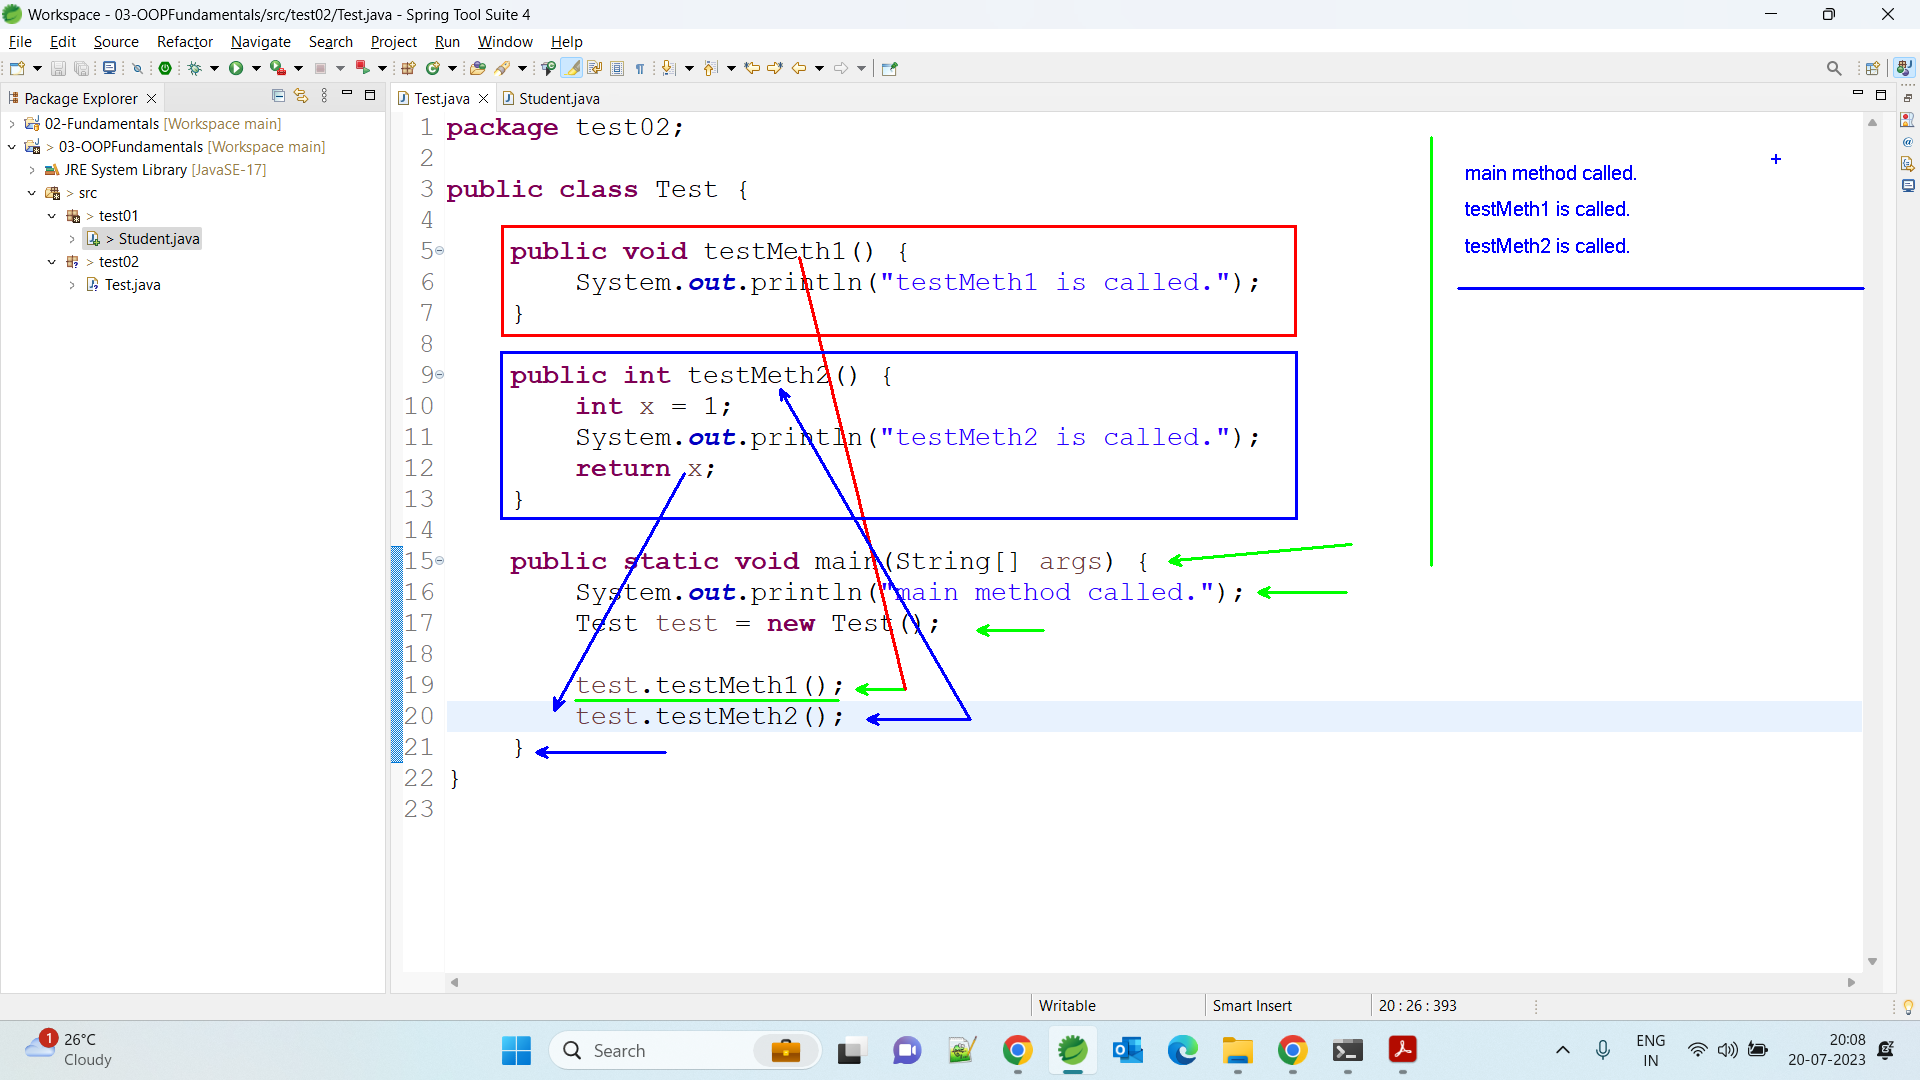 Workspace - 03-OOPFundamentals/src/test02/Test.java - Spring Tool Suite 4
File Edit Source Refactor Navigate Search Project Run Window Help
Package Explorer
02-Fundamentals [Workspace main]
> 03-OOPFundamentals [Workspace main]
JRE System Library [JavaSE-17]
> src
> test01
> Student.java
> test02
Test.java
Test.java Student.java
1 package test02;
2
3 public class Test {
4
5 public void testMeth1() {
6 System.out.println("testMeth1 is called.");
7 }
8
9 public int testMeth2() {
10 int x = 1;
11 System.out.println("testMeth2 is called.");
12 return x;
13 }
14
15 public static void main(String[] args) {
16 System.out.println("main method called.");
17 Test test = new Test();
18
19 test.testMeth1();
20 test.testMeth2();
21 }
22 }
23
main method called.
testMeth1 is called.
testMeth2 is called.
Writable Smart Insert 20 : 26 : 393
1
26°C
Cloudy
Search
ENG
IN
20:08
20-07-2023